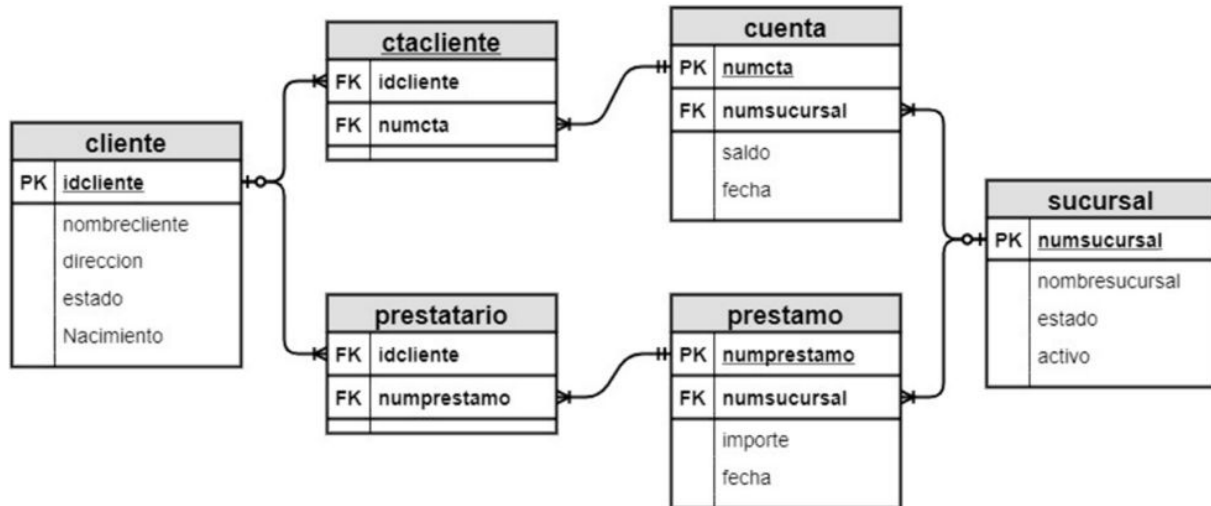 cliente
PK idcliente
nombrecliente
direccion
estado
Nacimiento
ctacliente
FK idcliente
FK numcta
prestatario
FK idcliente
FK numprestamo
cuenta
PK numcta
FK numsucursal
saldo
fecha
prestamo
PK numprestamo
FK numsucursal
importe
fecha
sucursal
PK numsucursal
nombresucursal
estado
activo